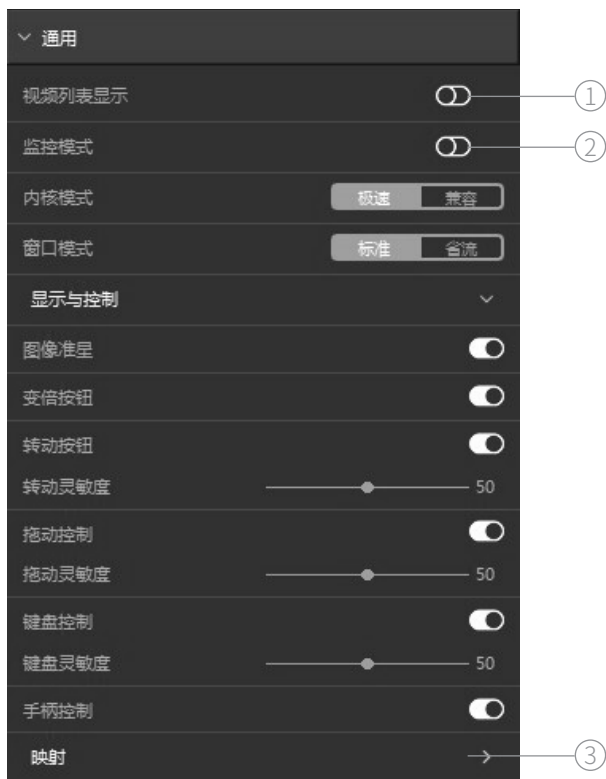 通用
视频列表显示 ①
监控模式 ②
内核模式 极速 兼容
窗口模式 标准 省流
显示与控制
图像准星
变倍按钮
转动按钮
转动灵敏度 50
拖动控制
拖动灵敏度 50
键盘控制
键盘灵敏度 50
手柄控制
映射 ③